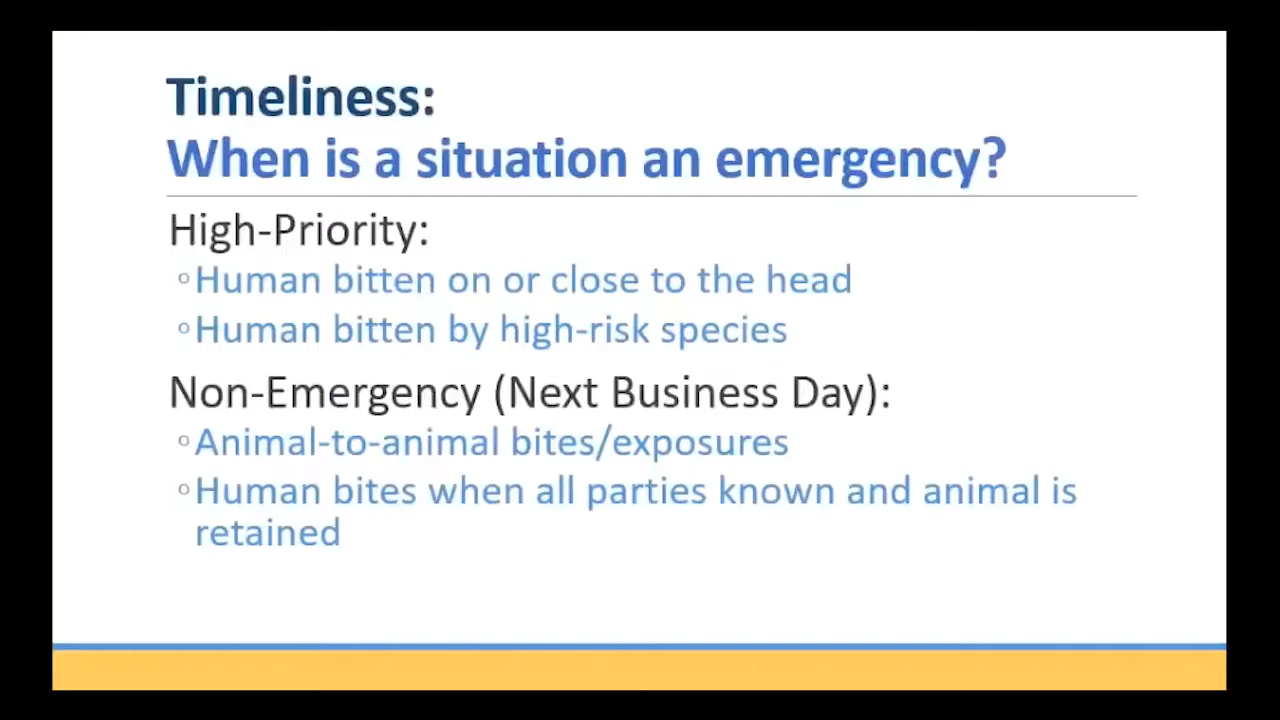 Timeliness:
When is a situation an emergency?
High-Priority:
◦Human bitten on or close to the head
◦Human bitten by high-risk species
Non-Emergency (Next Business Day):
◦Animal-to-animal bites/exposures
◦Human bites when all parties known and animal is
retained